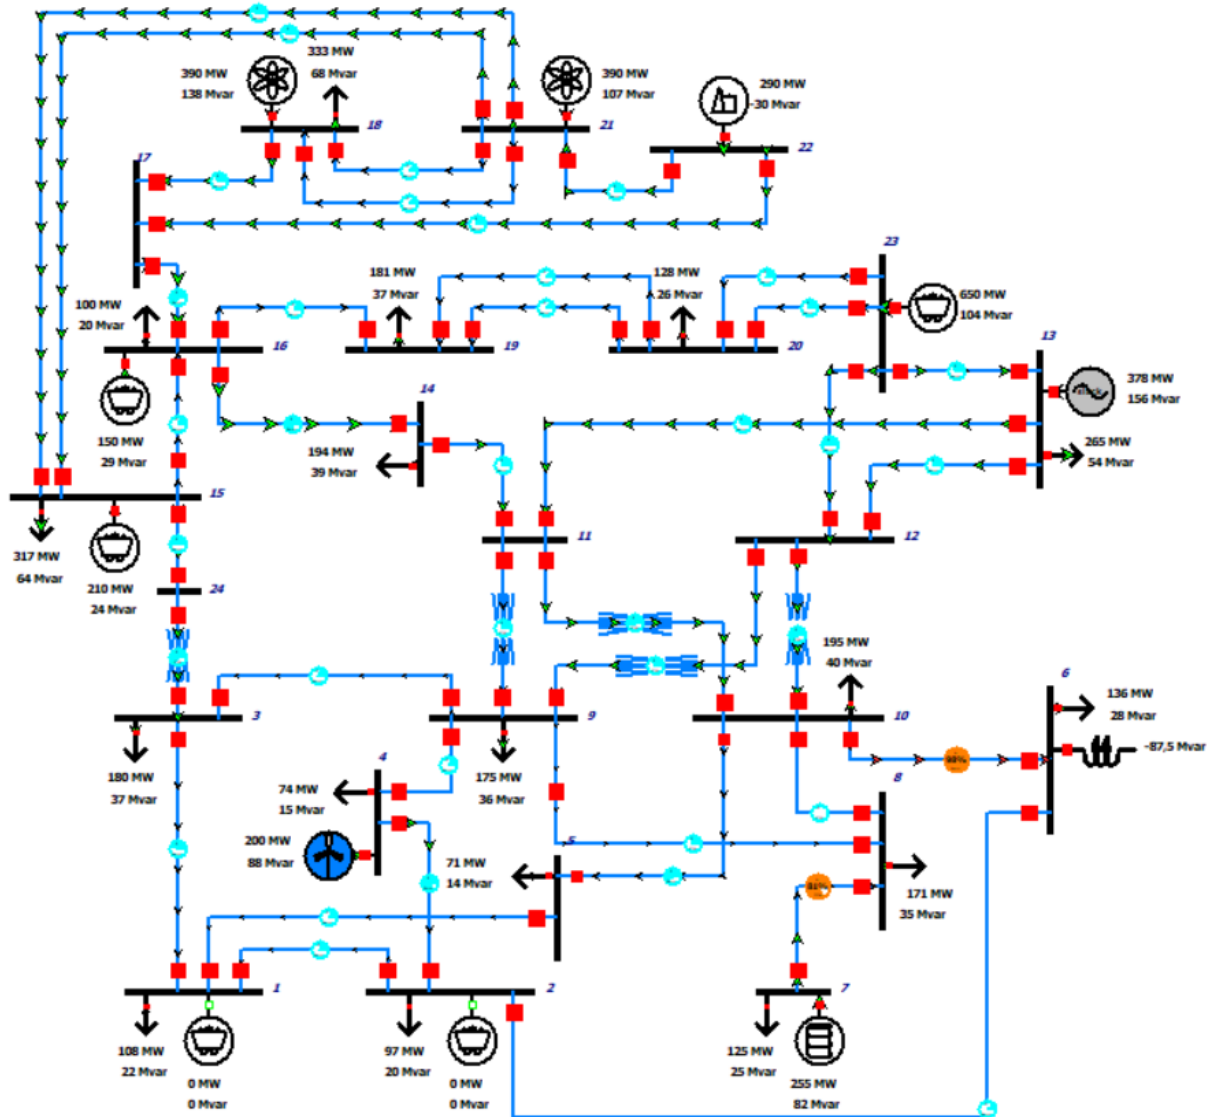 333 MW
68 Mvar
390 MW
138 Mvar
18
390 MW
107 Mvar
21
290 MW
-30 Mvar
22
17
181 MW
37 Mvar
128 MW
26 Mvar
23
650 MW
104 Mvar
100 MW
20 Mvar
16
19
20
13
378 MW
156 Mvar
14
150 MW
29 Mvar
194 MW
39 Mvar
265 MW
54 Mvar
15
11
12
317 MW
64 Mvar
210 MW
24 Mvar
24
195 MW
40 Mvar
6
136 MW
28 Mvar
-87,5 Mvar
3
9
10
4
8
180 MW
37 Mvar
74 MW
15 Mvar
175 MW
36 Mvar
200 MW
88 Mvar
5
71 MW
14 Mvar
171 MW
35 Mvar
1
2
7
108 MW
22 Mvar
0 MW
0 Mvar
97 MW
20 Mvar
0 MW
0 Mvar
125 MW
25 Mvar
255 MW
82 Mvar